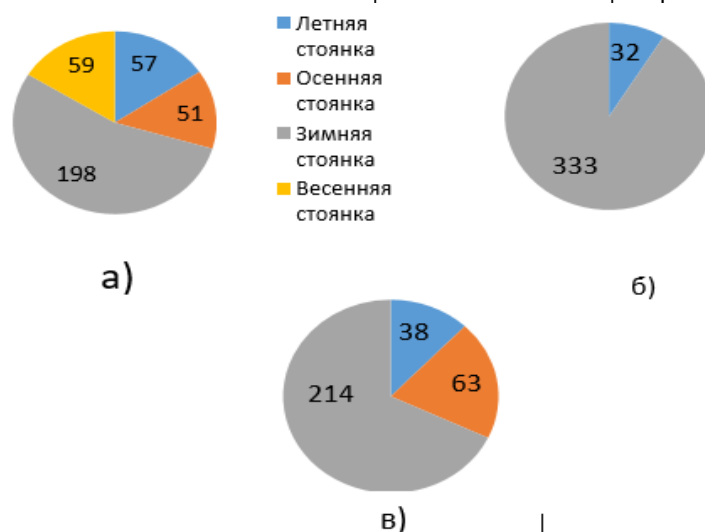 59
57
51
198
Летняя
стоянка
Осенняя
стоянка
Зимняя
стоянка
Весенняя
стоянка
32
333
а)
б)
38
63
214
в)